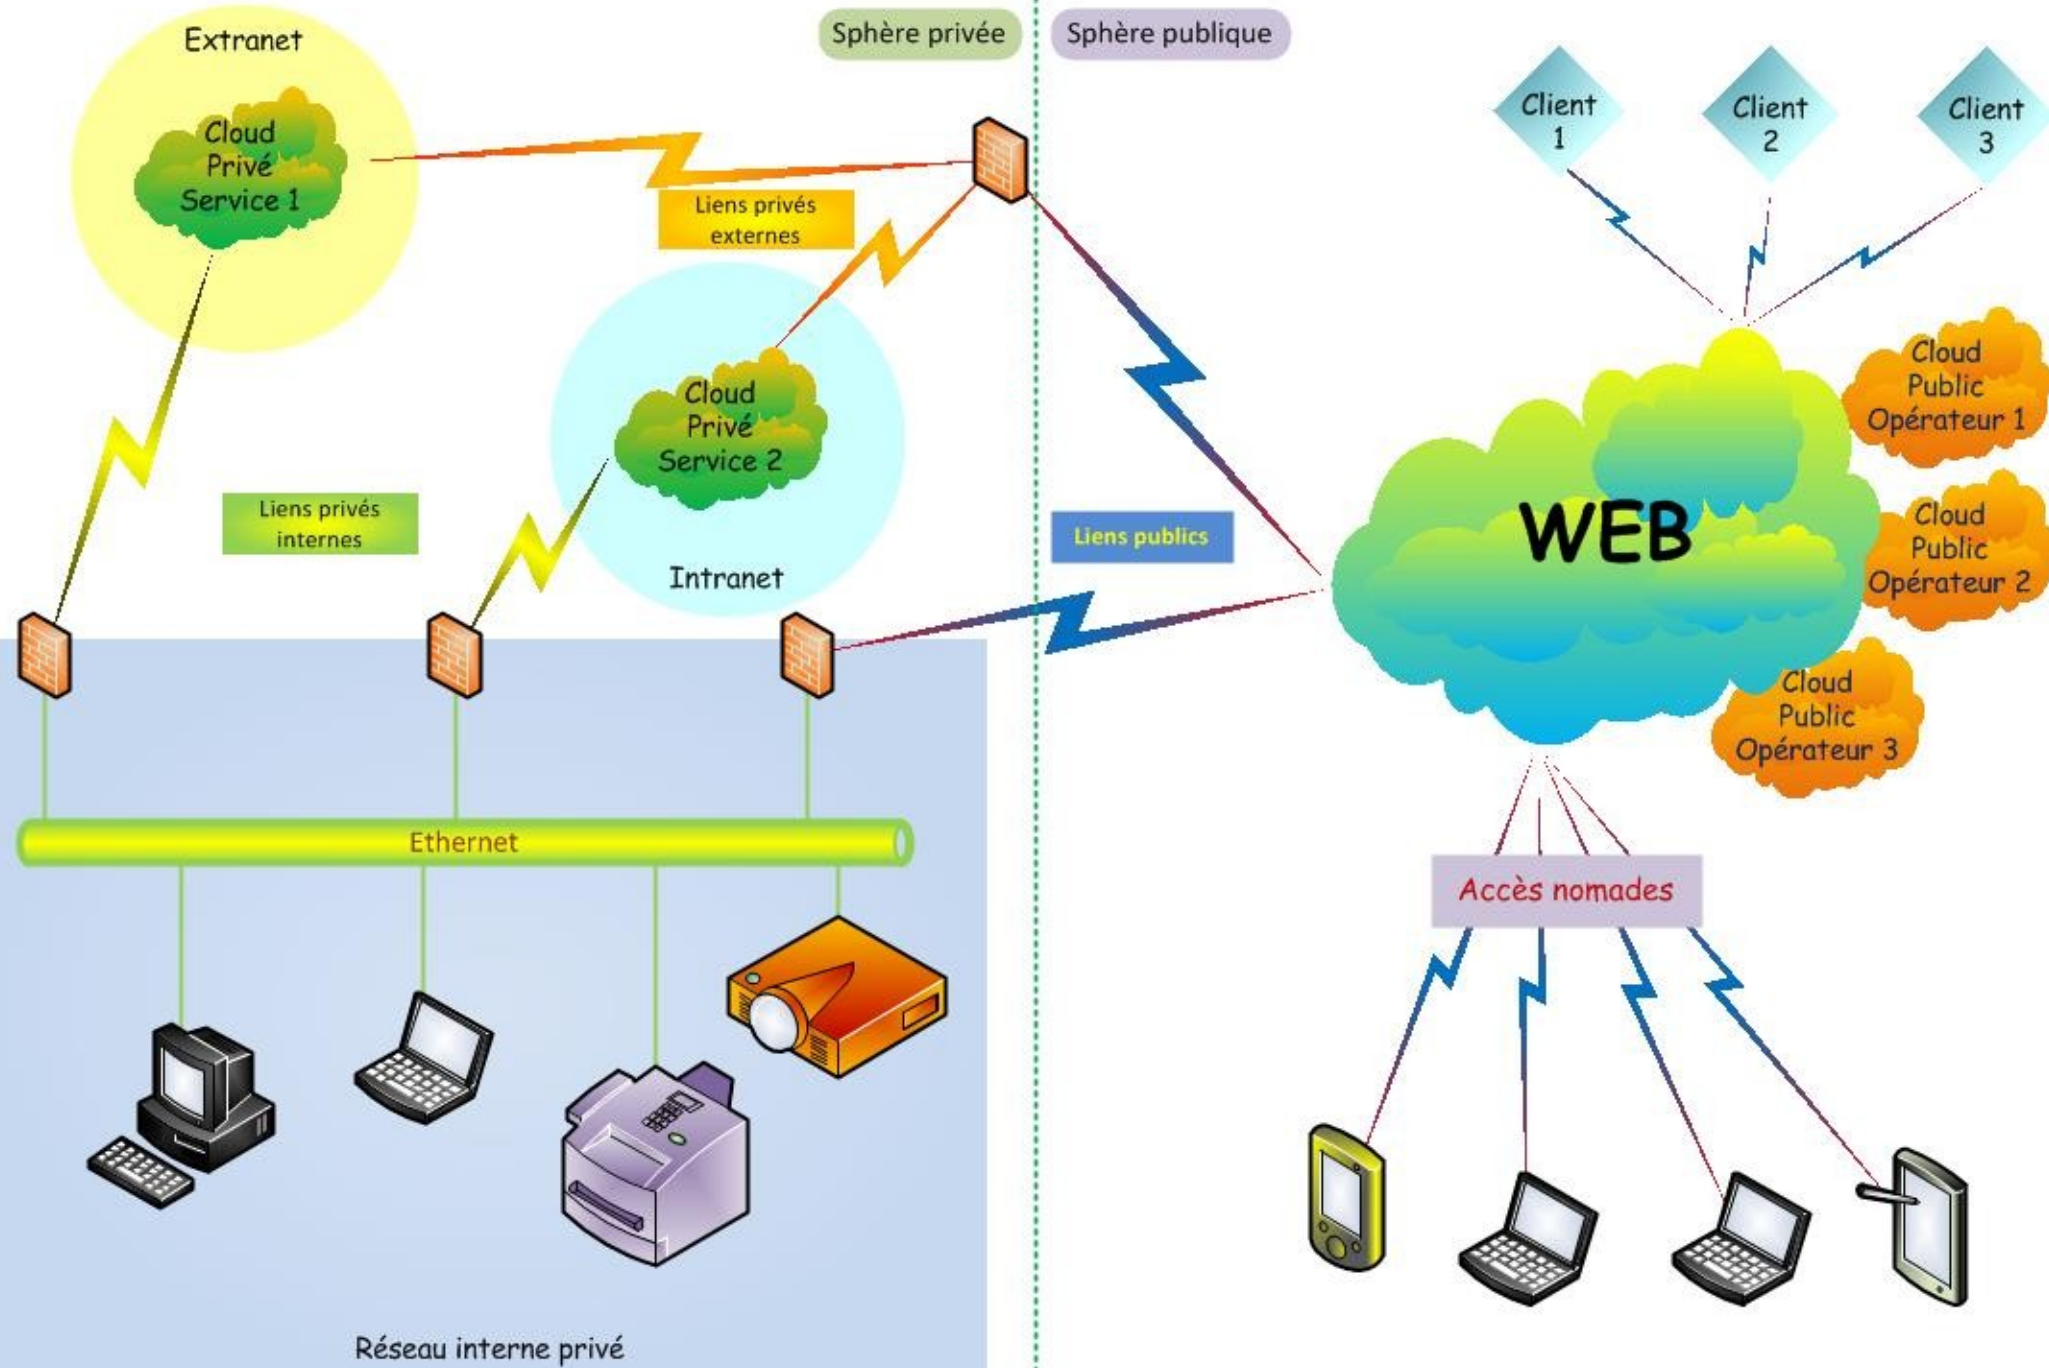 Extranet
Sphère privée
Sphère publique
Cloud
Privé
Service 1
Client
1
Client
2
Client
3
Liens privés
externes
Cloud
Privé
Service 2
Intranet
Liens privés
internes
Liens publics
WEB
Cloud
Public
Opérateur 1
Cloud
Public
Opérateur 2
Cloud
Public
Opérateur 3
Ethernet
Accès nomades
Réseau interne privé